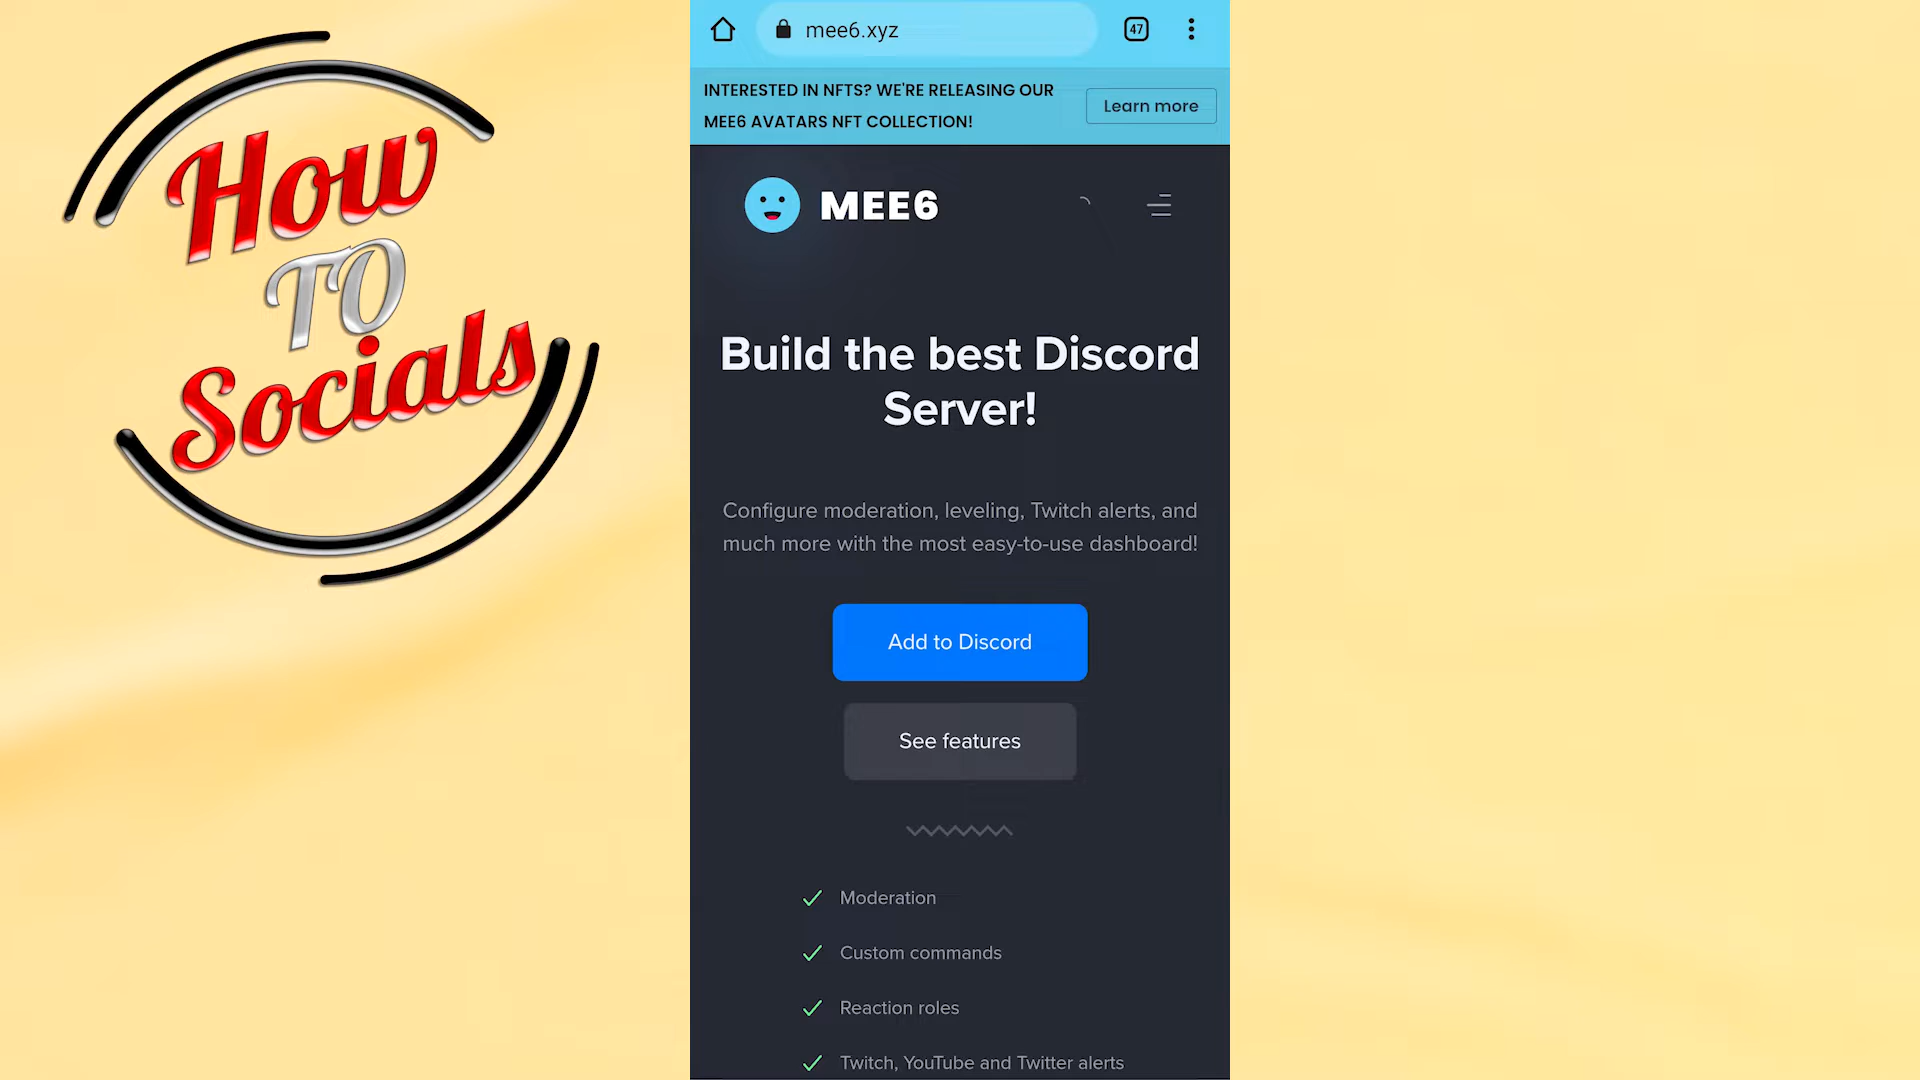 How
TO
Socials
mee6.xyz
47
INTERESTED IN NFTS? WE'RE RELEASING OUR
MEE6 AVATARS NFT COLLECTION!
Learn more
MEE6
Build the best Discord
Server!
Configure moderation, leveling, Twitch alerts, and
much more with the most easy-to-use dashboard!
Add to Discord
See features
Moderation
Custom commands
Reaction roles
Twitch, YouTube and Twitter alerts